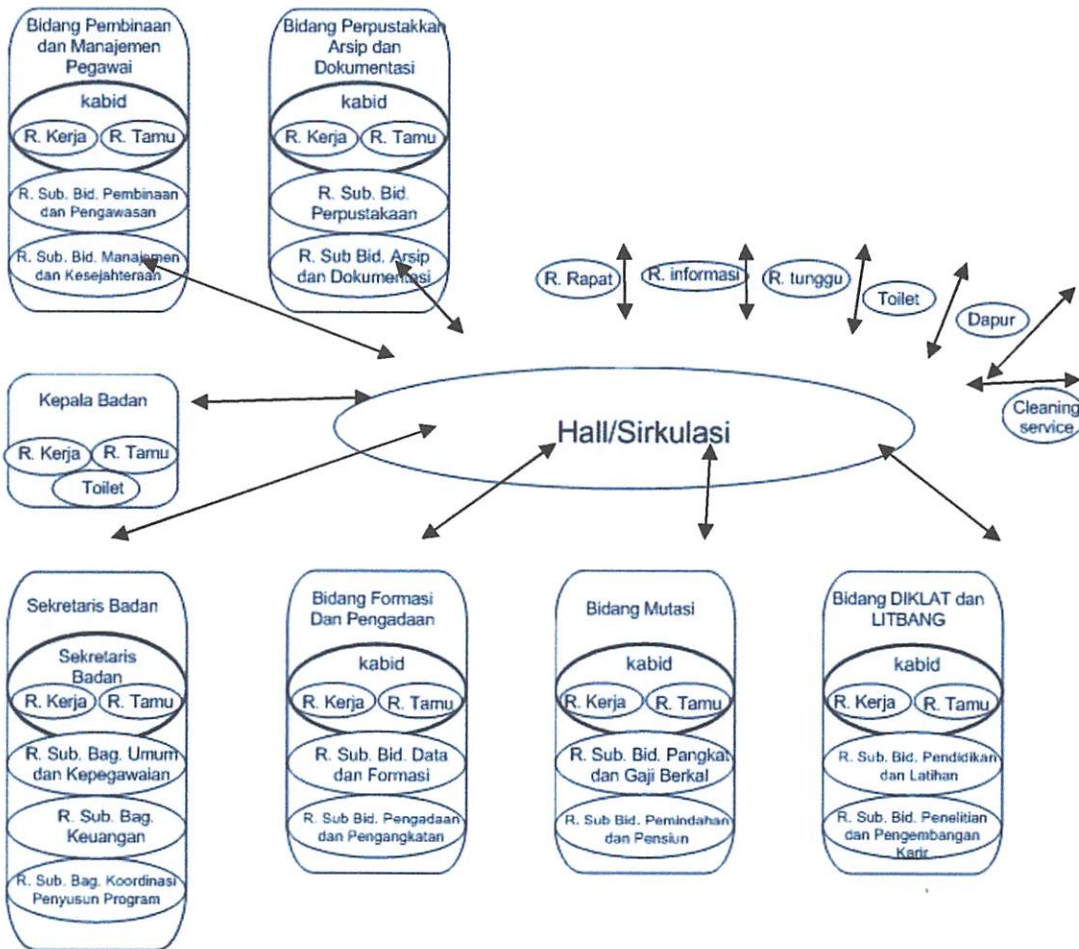 Bidang Pembinaan
dan Manajemen
Pegawai
kabid
R. Kerja
R. Tamu
R. Sub. Bid. Pembinaan
dan Pengawasan
R. Sub. Bid. Manajemen
dan Kesejahteraan
Bidang Perpustakkan
Arsip dan
Dokumentasi
kabid
R. Kerja
R. Tamu
R. Sub. Bid.
Perpustakaan
R. Sub Bid. Arsip
dan Dokumentasi
R. Rapat
R. informasi
R. tunggu
Toilet
Dapur
Cleaning
service
Kepala Badan
R. Kerja
R. Tamu
Toilet
Hall/Sirkulasi
Sekretaris Badan
Sekretaris
Badan
R. Kerja
R. Tamu
R. Sub. Bag. Umum
dan Kepegawaian
R. Sub. Bag.
Keuangan
R. Sub. Bag. Koordinasi
Penyusun Program
Bidang Formasi
Dan Pengadaan
kabid
R. Kerja
R. Tamu
R. Sub. Bid. Data
dan Formasi
R. Sub Bid. Pengadaan
dan Pengangkatan
Bidang Mutasi
kabid
R. Kerja
R. Tamu
R. Sub. Bid. Pangkat
dan Gaji Berkal
R. Sub Bid. Pemindahan
dan Pensiun
Bidang DIKLAT dan
LITBANG
kabid
R. Kerja
R. Tamu
R. Sub. Bid. Pendidikan
dan Latihan
R. Sub. Bid. Penelitian
dan Pengembangan
Karir